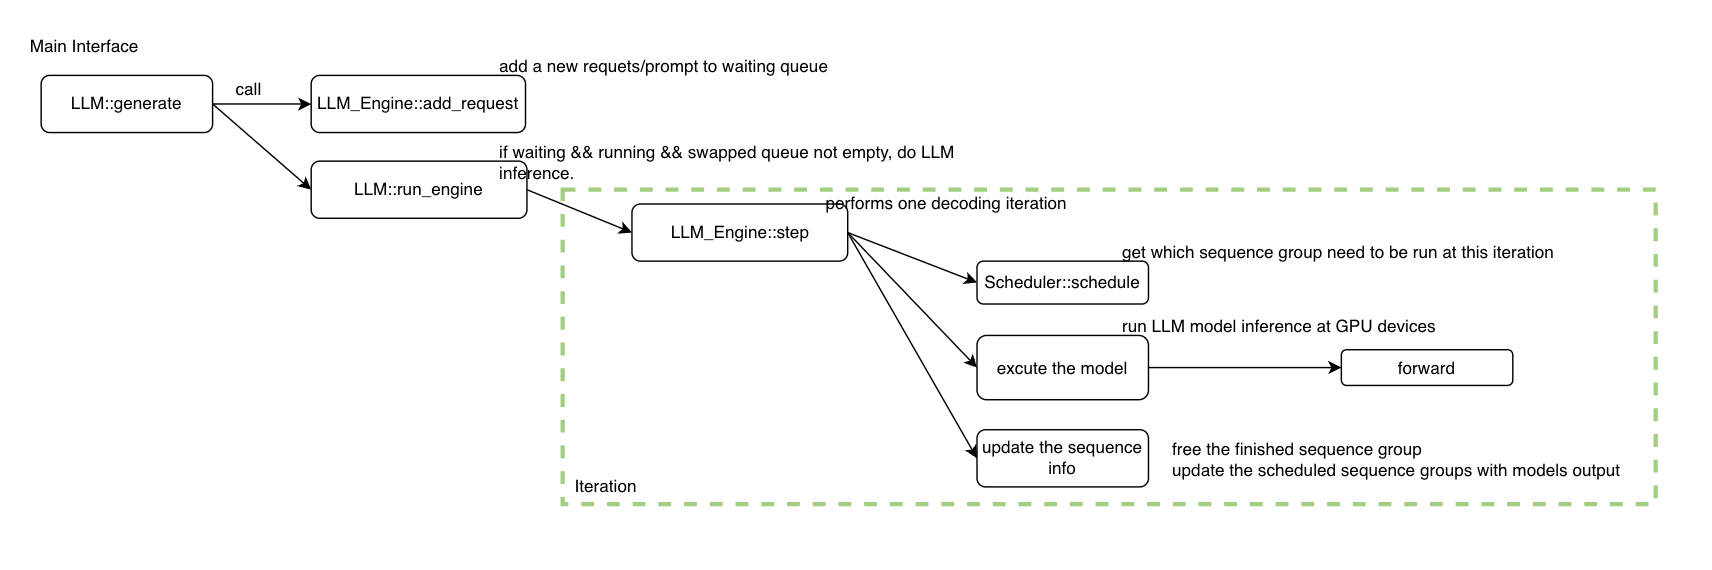 Main Interface
add a new requets/prompt to waiting queue
LLM::generate
call
LLM_Engine::add_request
if waiting && running && swapped queue not empty, do LLM
inference.
LLM::run_engine
performs one decoding iteration
LLM_Engine::step
get which sequence group need to be run at this iteration
Scheduler::schedule
run LLM model inference at GPU devices
excute the model
forward
update the sequence
info
free the finished sequence group
update the scheduled sequence groups with models output
Iteration